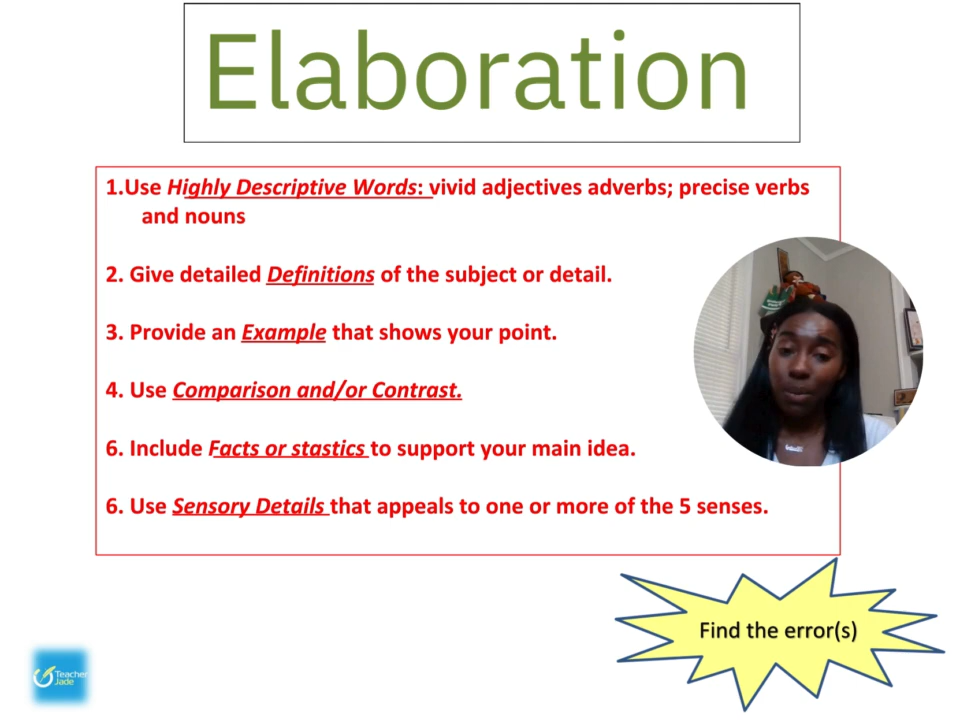 Elaboration
1.Use Highly Descriptive Words: vivid adjectives adverbs; precise verbs
and nouns
2. Give detailed Definitions of the subject or detail.
3. Provide an Example that shows your point.
4. Use Comparison and/or Contrast.
6. Include Facts or stastics to support your main idea.
6. Use Sensory Details that appeals to one or more of the 5 senses.
Find the error(s)
Teacher
Jade